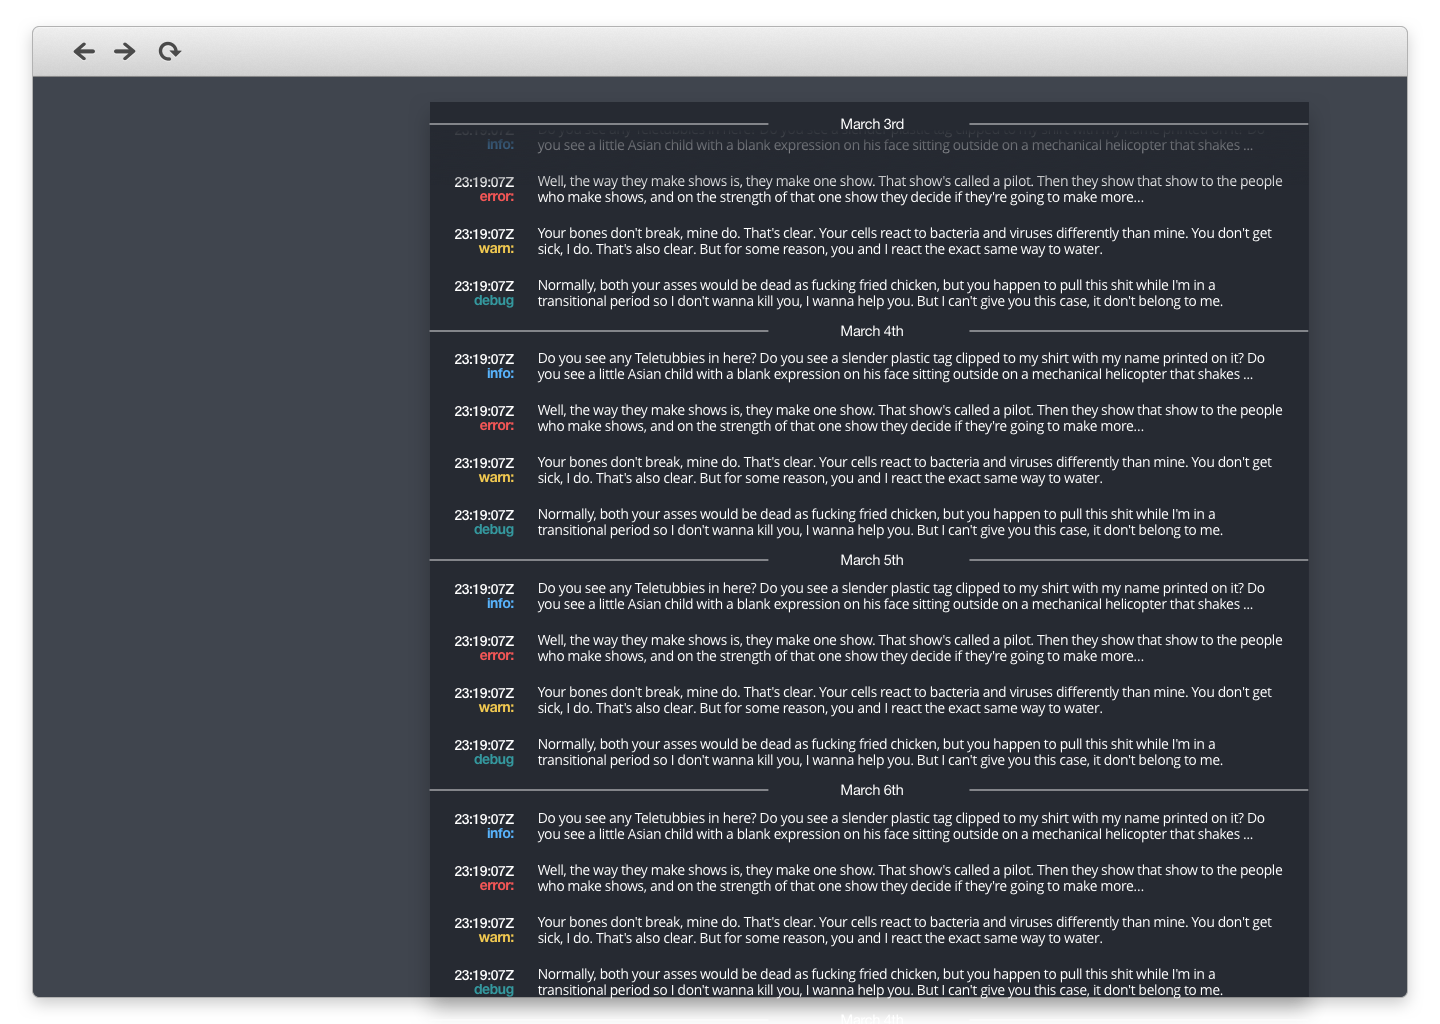 March 3rd
23:19:07Z Do you see any Teletubbies in here? Do you see a slender plastic tag clipped to my shirt with my name printed on it? Do
info: you see a little Asian child with a blank expression on his face sitting outside on a mechanical helicopter that shakes ...
23:19:07Z Well, the way they make shows is, they make one show. That show's called a pilot. Then they show that show to the people
error: who make shows, and on the strength of that one show they decide if they're going to make more...
23:19:07Z Your bones don't break, mine do. That's clear. Your cells react to bacteria and viruses differently than mine. You don't get
warn: sick, I do. That's also clear. But for some reason, you and I react the exact same way to water.
23:19:07Z Normally, both your asses would be dead as fucking fried chicken, but you happen to pull this shit while I'm in a
debug transitional period so I don't wanna kill you, I wanna help you. But I can't give you this case, it don't belong to me.
March 4th
23:19:07Z Do you see any Teletubbies in here? Do you see a slender plastic tag clipped to my shirt with my name printed on it? Do
info: you see a little Asian child with a blank expression on his face sitting outside on a mechanical helicopter that shakes ...
23:19:07Z Well, the way they make shows is, they make one show. That show's called a pilot. Then they show that show to the people
error: who make shows, and on the strength of that one show they decide if they're going to make more...
23:19:07Z Your bones don't break, mine do. That's clear. Your cells react to bacteria and viruses differently than mine. You don't get
warn: sick, I do. That's also clear. But for some reason, you and I react the exact same way to water.
23:19:07Z Normally, both your asses would be dead as fucking fried chicken, but you happen to pull this shit while I'm in a
debug transitional period so I don't wanna kill you, I wanna help you. But I can't give you this case, it don't belong to me.
March 5th
23:19:07Z Do you see any Teletubbies in here? Do you see a slender plastic tag clipped to my shirt with my name printed on it? Do
info: you see a little Asian child with a blank expression on his face sitting outside on a mechanical helicopter that shakes ...
23:19:07Z Well, the way they make shows is, they make one show. That show's called a pilot. Then they show that show to the people
error: who make shows, and on the strength of that one show they decide if they're going to make more...
23:19:07Z Your bones don't break, mine do. That's clear. Your cells react to bacteria and viruses differently than mine. You don't get
warn: sick, I do. That's also clear. But for some reason, you and I react the exact same way to water.
23:19:07Z Normally, both your asses would be dead as fucking fried chicken, but you happen to pull this shit while I'm in a
debug transitional period so I don't wanna kill you, I wanna help you. But I can't give you this case, it don't belong to me.
March 6th
23:19:07Z Do you see any Teletubbies in here? Do you see a slender plastic tag clipped to my shirt with my name printed on it? Do
info: you see a little Asian child with a blank expression on his face sitting outside on a mechanical helicopter that shakes ...
23:19:07Z Well, the way they make shows is, they make one show. That show's called a pilot. Then they show that show to the people
error: who make shows, and on the strength of that one show they decide if they're going to make more...
23:19:07Z Your bones don't break, mine do. That's clear. Your cells react to bacteria and viruses differently than mine. You don't get
warn: sick, I do. That's also clear. But for some reason, you and I react the exact same way to water.
23:19:07Z Normally, both your asses would be dead as fucking fried chicken, but you happen to pull this shit while I'm in a
debug transitional period so I don't wanna kill you, I wanna help you. But I can't give you this case, it don't belong to me.
March 4th